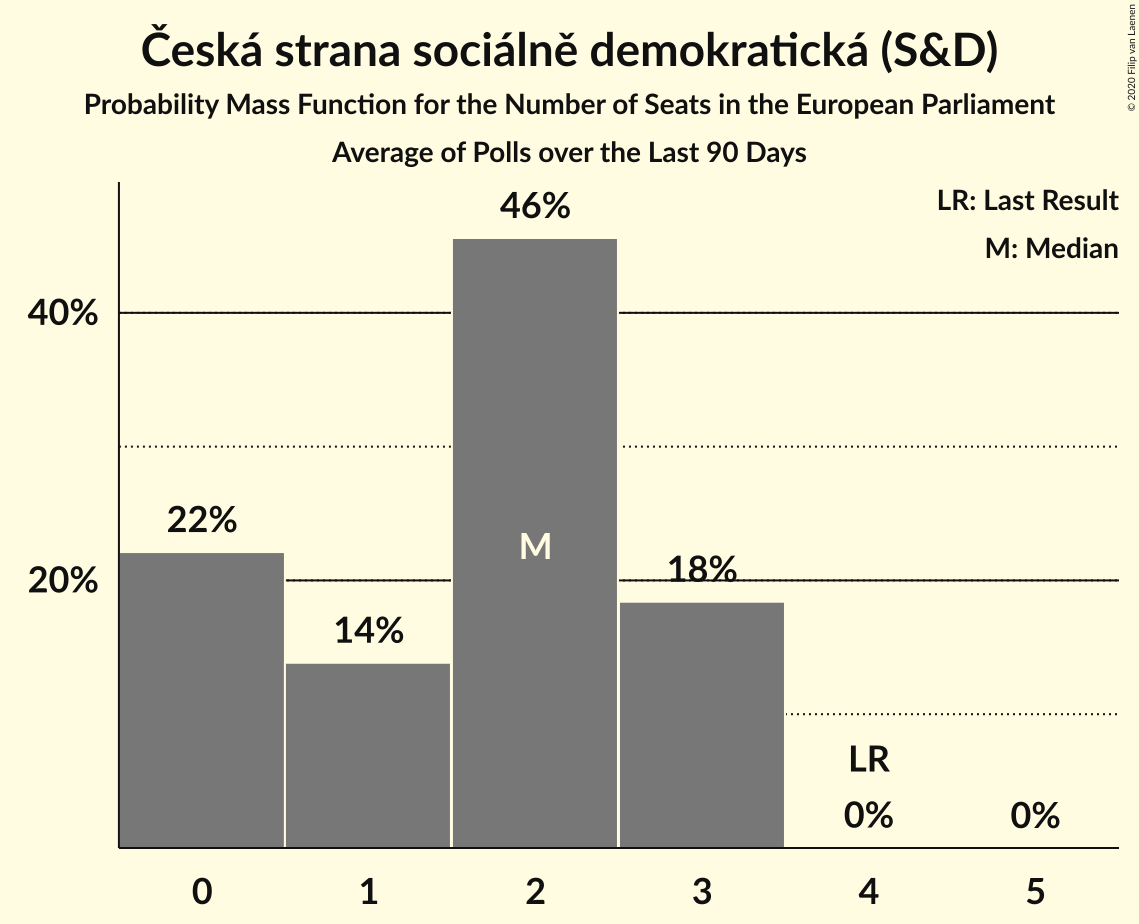 Česká strana sociálně demokratická (S&D)
Probability Mass Function for the Number of Seats in the European Parliament
Average of Polls over the Last 90 Days
© 2020 Filip van Laenen
LR: Last Result
M: Median
46%
40%
22%
M
20%
18%
14%
LR
0%
0%
0 1 2 3 4 5